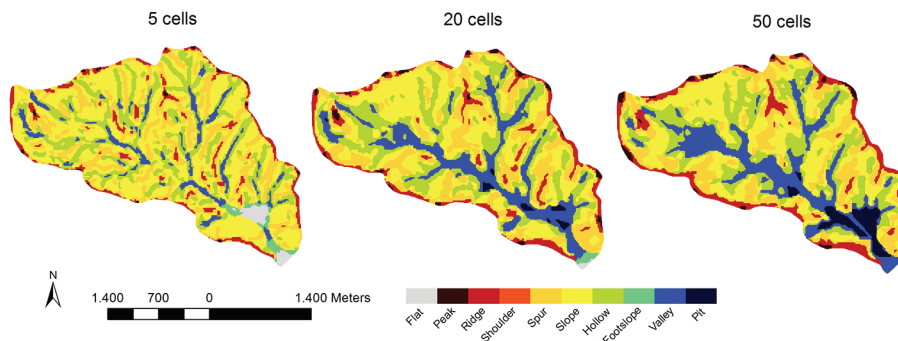 5 cells
20 cells
50 cells
N
1.400 700 0 1.400 Meters
Flat
Peak
Ridge
Shoulder
Spur
Slope
Hollow
Footslope
Valley
Pit